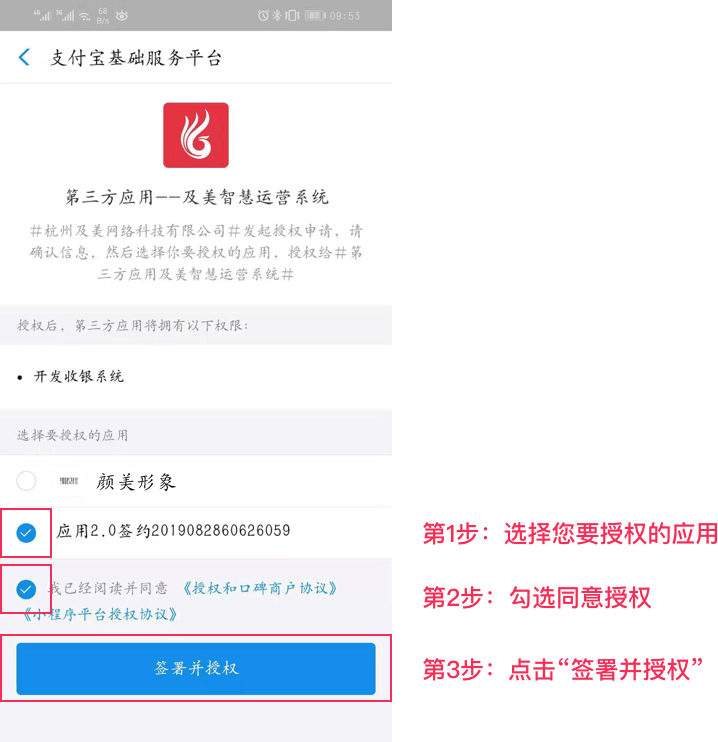 4G 3G 68 B/s 09:53
支付宝基础服务平台
第三方应用--及美智慧运营系统
#杭州及美网络科技有限公司#发起授权申请，请
确认信息，然后选择你要授权的应用，授权给#第
三方应用及美智慧运营系统#
授权后，第三方应用将拥有以下权限：
• 开发收银系统
选择要授权的应用
颜美形象
应用2.0签约2019082860626059
第1步：选择您要授权的应用
我已经阅读并同意 《授权和口碑商户协议》
《小程序平台授权协议》
第2步：勾选同意授权
签署并授权
第3步：点击“签署并授权”